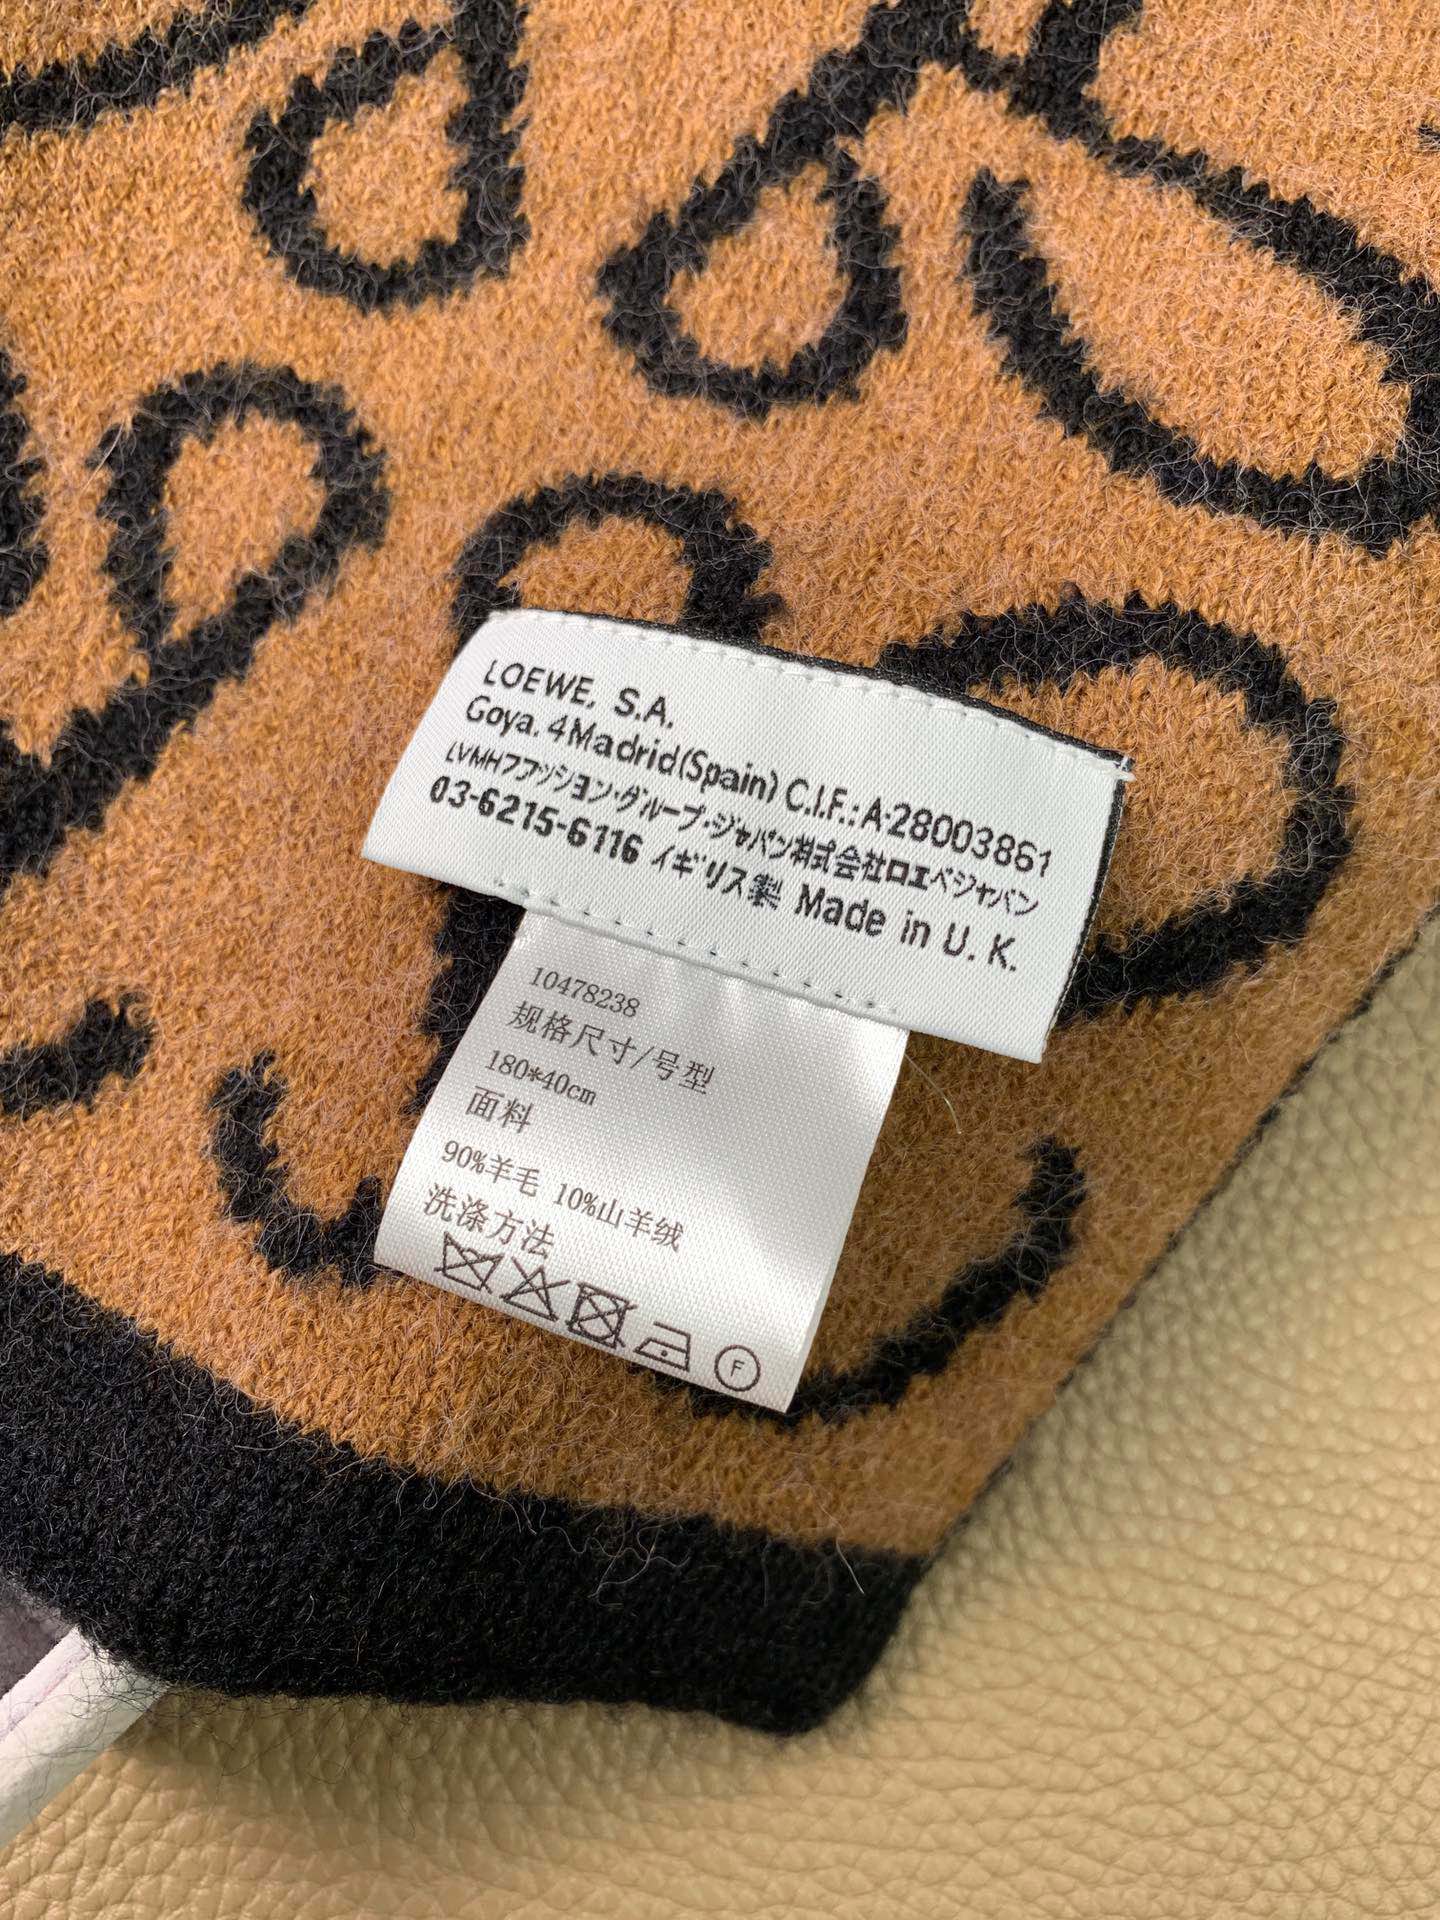 LOEWE, S.A.
Goya. 4 Madrid (Spain) C.I.F.: A-28003861
LVMHファッション・グループ・ジャパン株式会社ロエベジャパン
03-6215-6116 イギリス製 Made in U. K.
10478238
规格尺寸/号型
180*40cm
面料
90%羊毛 10%山羊绒
洗涤方法
F